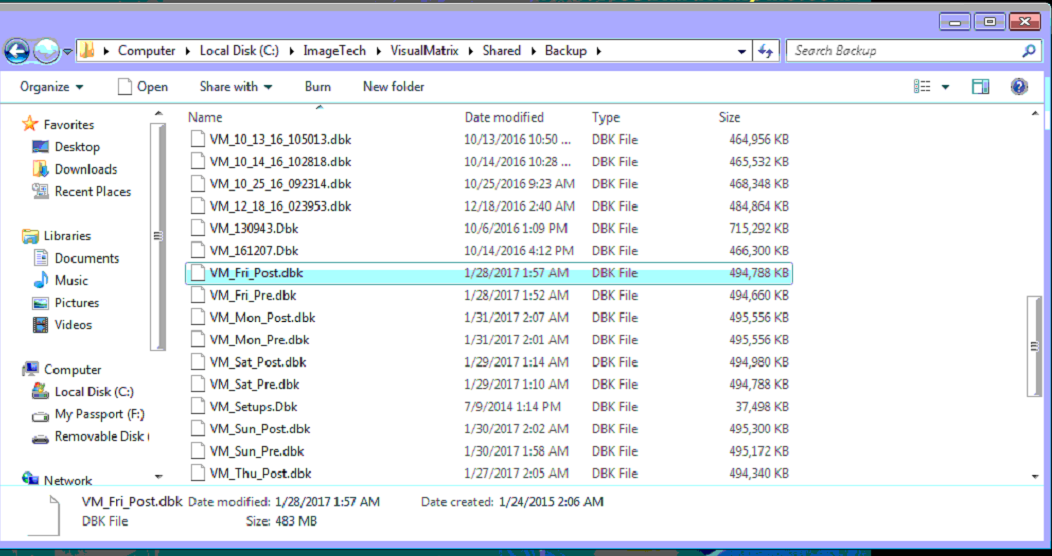 Computer Local Disk (C:) ImageTech VisualMatrix Shared Backup Search Backup
Organize Open Share with Burn New folder
Favorites
Desktop
Downloads
Recent Places
Libraries
Documents
Music
Pictures
Videos
Computer
Local Disk (C:)
My Passport (F:)
Removable Disk (
Network
Name Date modified Type Size
VM_10_13_16_105013.dbk 10/13/2016 10:50 ... DBK File 464,956 KB
VM_10_14_16_102818.dbk 10/14/2016 10:28 ... DBK File 465,532 KB
VM_10_25_16_092314.dbk 10/25/2016 9:23 AM DBK File 468,348 KB
VM_12_18_16_023953.dbk 12/18/2016 2:40 AM DBK File 484,864 KB
VM_130943.Dbk 10/6/2016 1:09 PM DBK File 715,292 KB
VM_161207.Dbk 10/14/2016 4:12 PM DBK File 466,300 KB
VM_Fri_Post.dbk 1/28/2017 1:57 AM DBK File 494,788 KB
VM_Fri_Pre.dbk 1/28/2017 1:52 AM DBK File 494,660 KB
VM_Mon_Post.dbk 1/31/2017 2:07 AM DBK File 495,556 KB
VM_Mon_Pre.dbk 1/31/2017 2:01 AM DBK File 495,556 KB
VM_Sat_Post.dbk 1/29/2017 1:14 AM DBK File 494,980 KB
VM_Sat_Pre.dbk 1/29/2017 1:10 AM DBK File 494,788 KB
VM_Setups.Dbk 7/9/2014 1:14 PM DBK File 37,498 KB
VM_Sun_Post.dbk 1/30/2017 2:02 AM DBK File 495,300 KB
VM_Sun_Pre.dbk 1/30/2017 1:58 AM DBK File 495,172 KB
VM_Thu_Post.dbk 1/27/2017 2:05 AM DBK File 494,340 KB
VM_Fri_Post.dbk Date modified: 1/28/2017 1:57 AM Date created: 1/24/2015 2:06 AM
DBK File Size: 483 MB